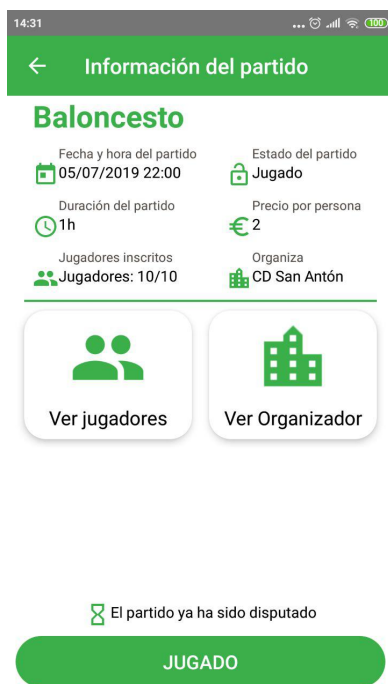 14:31
... 100
Información del partido
Baloncesto
Fecha y hora del partido
05/07/2019 22:00
Estado del partido
Jugado
Duración del partido
1h
Precio por persona
€ 2
Jugadores inscritos
Jugadores: 10/10
Organiza
CD San Antón
Ver jugadores
Ver Organizador
El partido ya ha sido disputado
JUGADO